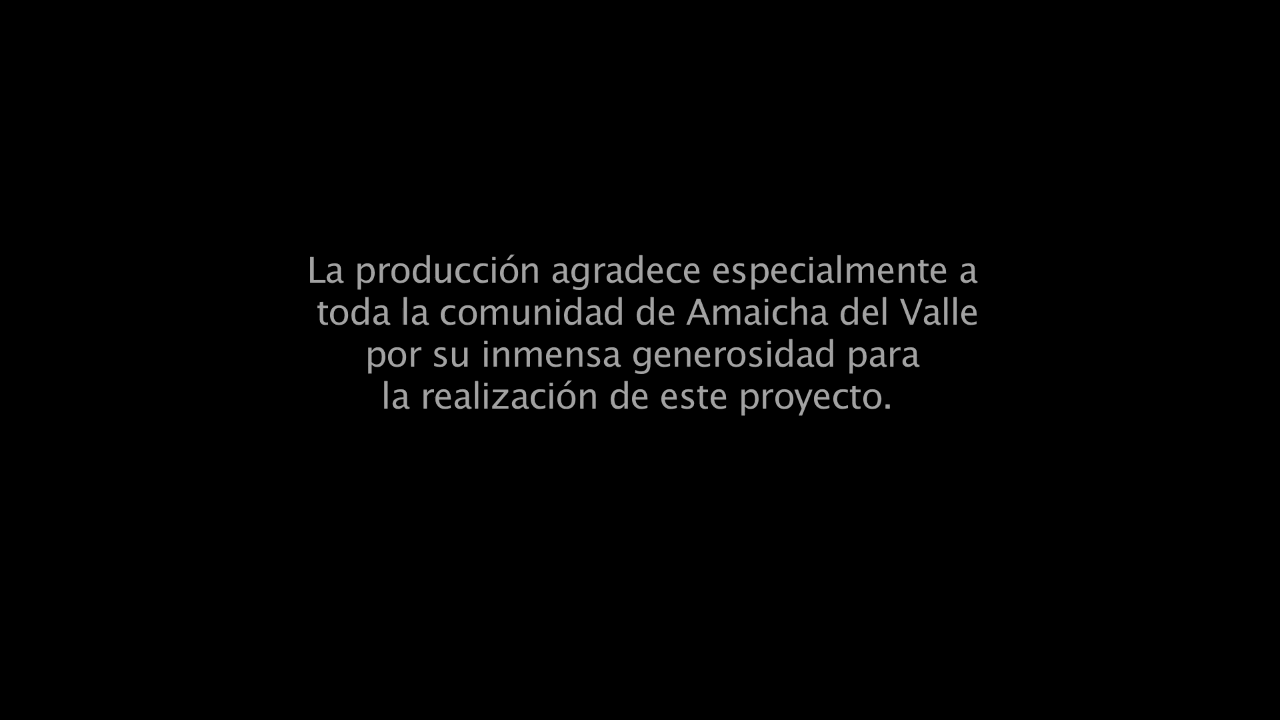 La producción agradece especialmente a
toda la comunidad de Amaicha del Valle
por su inmensa generosidad para
la realización de este proyecto.